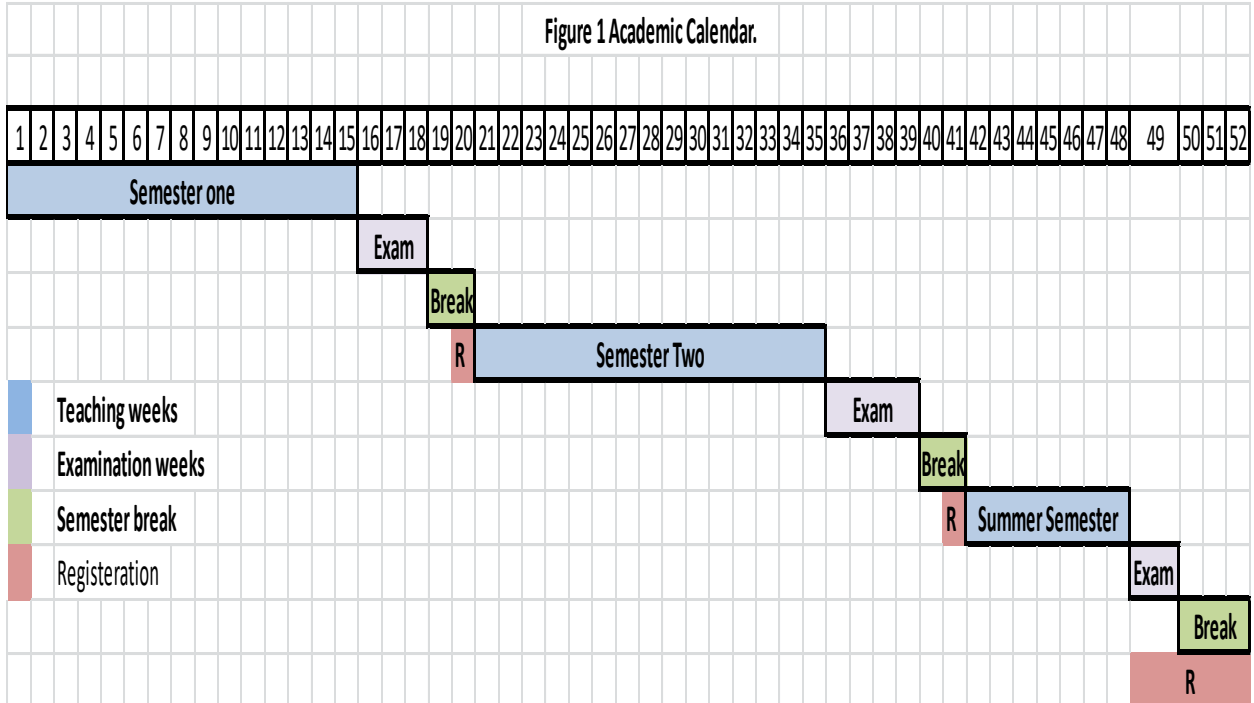 Figure 1 Academic Calendar.
1 2 3 4 5 6 7 8 9 10 11 12 13 14 15 16 17 18 19 20 21 22 23 24 25 26 27 28 29 30 31 32 33 34 35 36 37 38 39 40 41 42 43 44 45 46 47 48 49 50 51 52
Semester one
Exam
Break
R Semester Two
Teaching weeks Exam
Examination weeks Break
Semester break R Summer Semester
Registeration Exam
Break
R